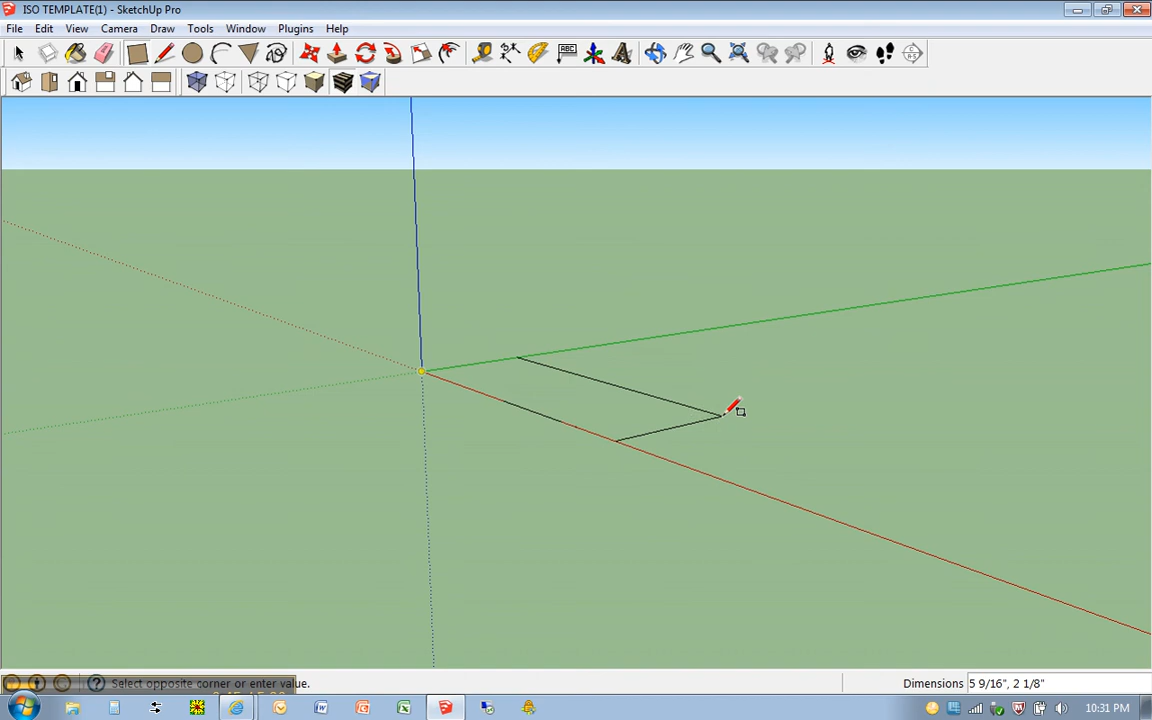 ISO TEMPLATE(1) - SketchUp Pro
File Edit View Camera Draw Tools Window Plugins Help
ABC
Select opposite corner or enter value.
Dimensions 5 9/16", 2 1/8"
10:31 PM